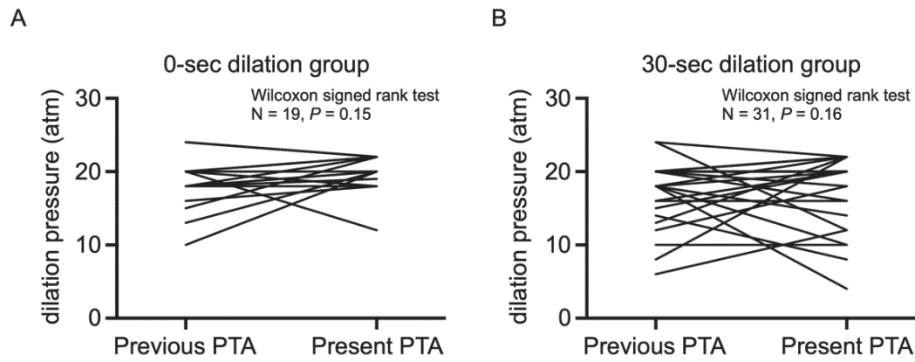 A
0-sec dilation group
Wilcoxon signed rank test
N = 19, P = 0.15
dilation pressure (atm)
30
20
10
0
Previous PTA
Present PTA
B
30-sec dilation group
Wilcoxon signed rank test
N = 31, P = 0.16
dilation pressure (atm)
30
20
10
0
Previous PTA
Present PTA